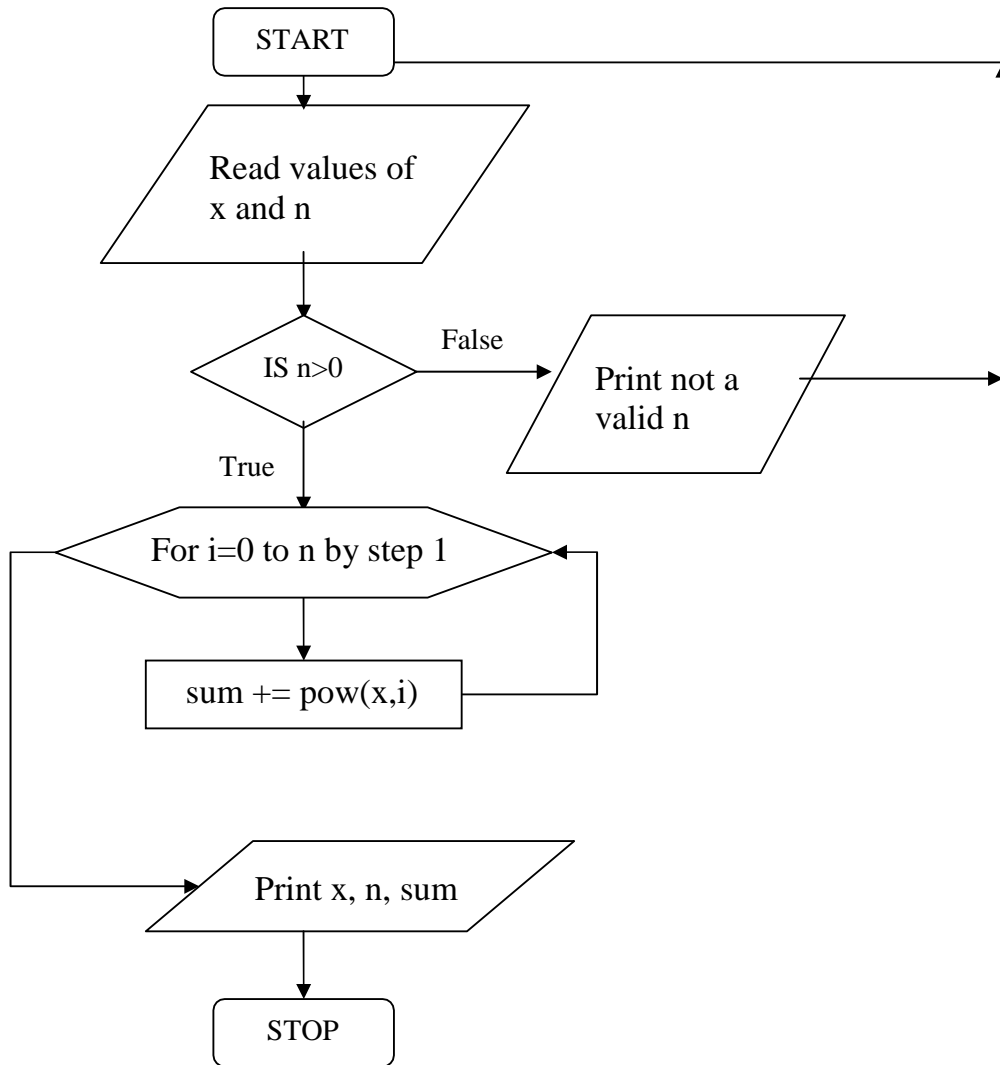 START
Read values of
x and n
IS n>0
False
Print not a
valid n
True
For i=0 to n by step 1
sum += pow(x,i)
Print x, n, sum
STOP